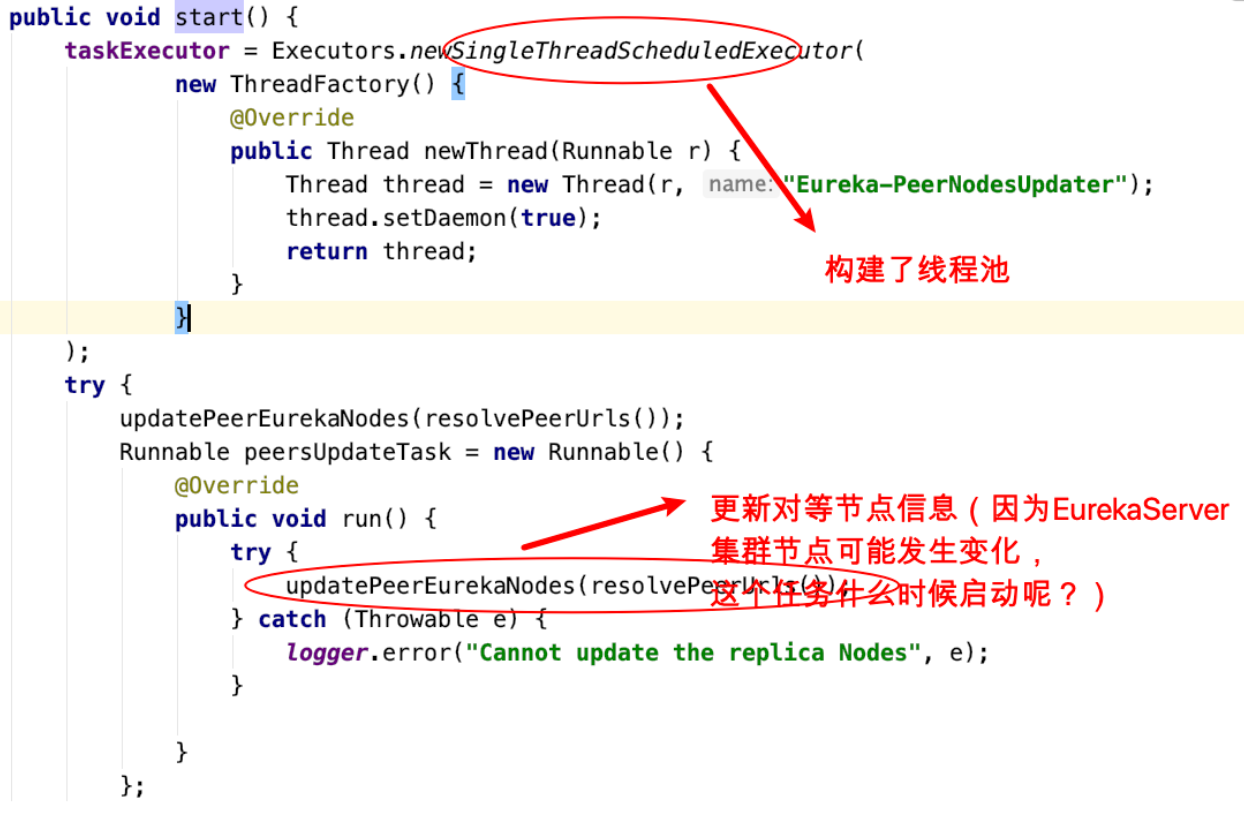 public void start() {
taskExecutor = Executors.newSingleThreadScheduledExecutor(
new ThreadFactory() {
@Override
public Thread newThread(Runnable r) {
Thread thread = new Thread(r, name: "Eureka-PeerNodesUpdater");
thread.setDaemon(true);
return thread;
}
构建了线程池
}
);
try {
updatePeerEurekaNodes(resolvePeerUrls());
Runnable peersUpdateTask = new Runnable() {
@Override
public void run() {
更新对等节点信息（因为EurekaServer
try {
集群节点可能发生变化，
updatePeerEurekaNodes(resolvePeerUrls());
这个任务什么时候启动呢？）
} catch (Throwable e) {
logger.error("Cannot update the replica Nodes", e);
}
}
};